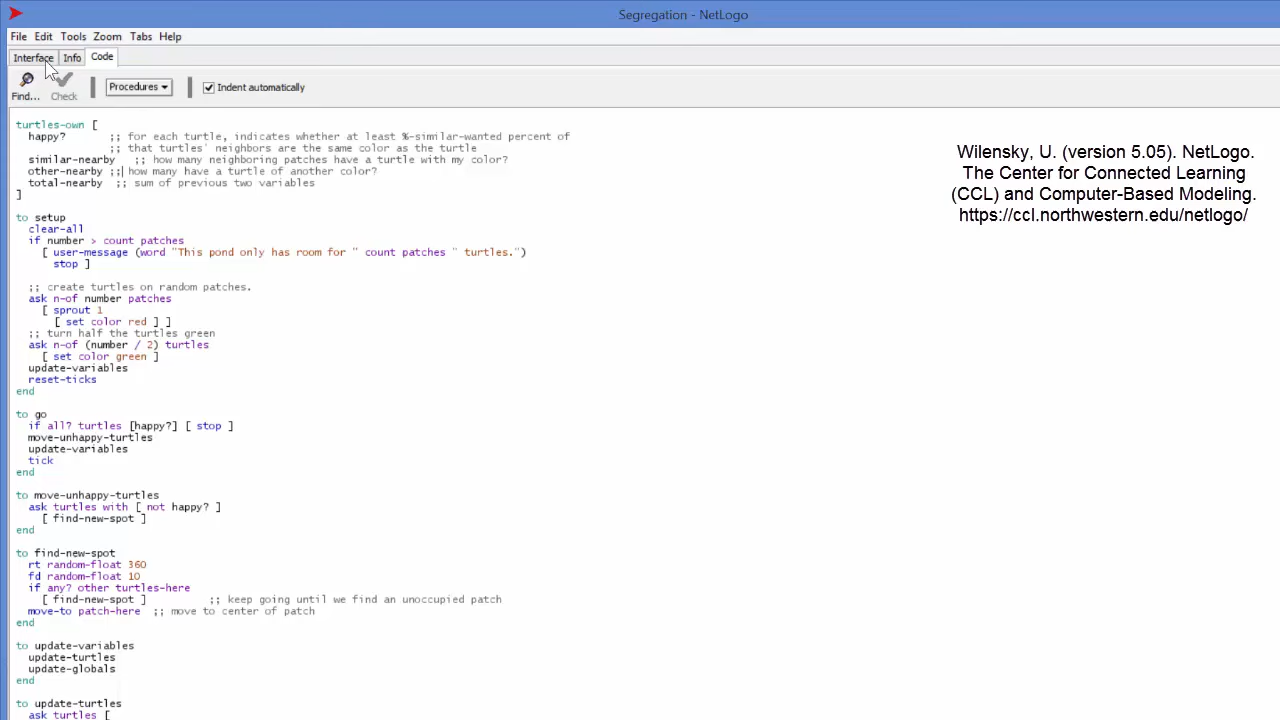 Segregation - NetLogo
File Edit Tools Zoom Tabs Help
Interface Info Code
Find... Check Procedures Indent automatically
turtles-own [
happy? ;; for each turtle, indicates whether at least %-similar-wanted percent of
;; that turtles' neighbors are the same color as the turtle
similar-nearby ;; how many neighboring patches have a turtle with my color?
other-nearby ;; how many have a turtle of another color?
total-nearby ;; sum of previous two variables
]
Wilensky, U. (version 5.05). NetLogo.
The Center for Connected Learning
(CCL) and Computer-Based Modeling.
https://ccl.northwestern.edu/netlogo/
to setup
clear-all
if number > count patches
[ user-message (word "This pond only has room for " count patches " turtles.")
stop ]
;; create turtles on random patches.
ask n-of number patches
[ sprout 1
[ set color red ] ]
;; turn half the turtles green
ask n-of (number / 2) turtles
[ set color green ]
update-variables
reset-ticks
end
to go
if all? turtles [happy?] [ stop ]
move-unhappy-turtles
update-variables
tick
end
to move-unhappy-turtles
ask turtles with [ not happy? ]
[ find-new-spot ]
end
to find-new-spot
rt random-float 360
fd random-float 10
if any? other turtles-here
[ find-new-spot ] ;; keep going until we find an unoccupied patch
move-to patch-here ;; move to center of patch
end
to update-variables
update-turtles
update-globals
end
to update-turtles
ask turtles [